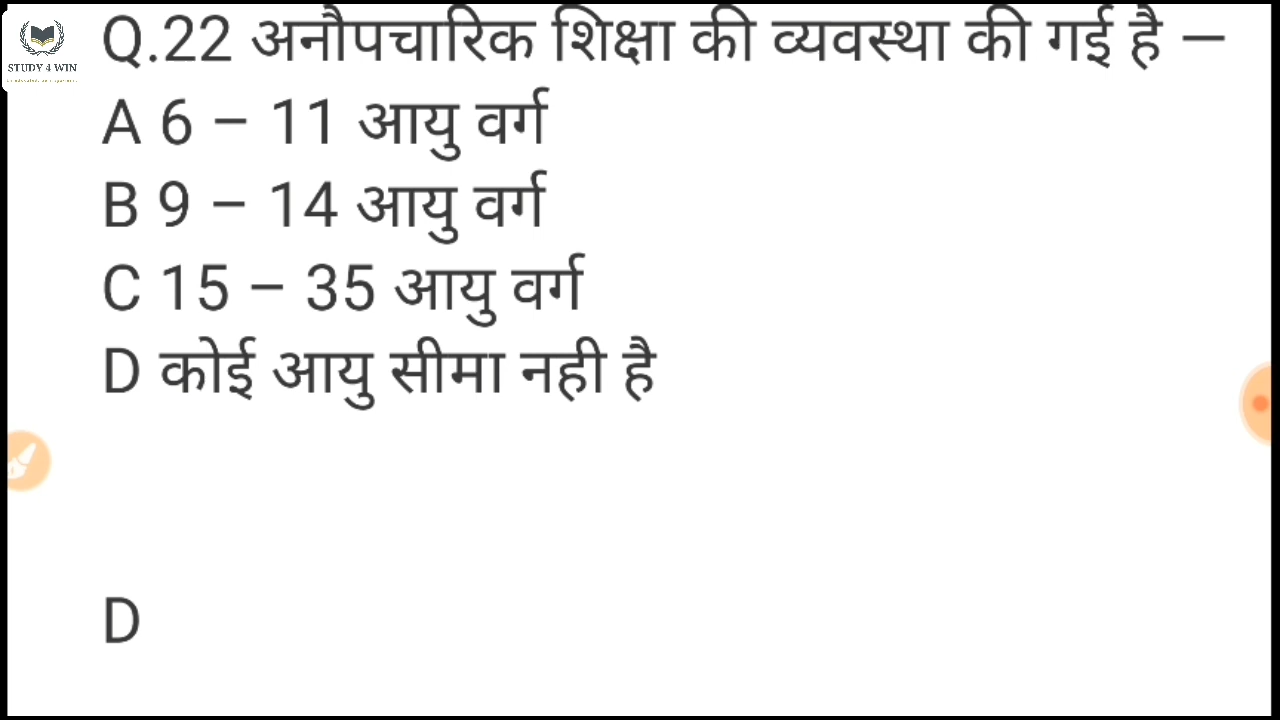 Q.22 अनौपचारिक शिक्षा की व्यवस्था की गई है –
STUDY 4 WIN
A 6 – 11 आयु वर्ग
B 9 – 14 आयु वर्ग
C 15 – 35 आयु वर्ग
D कोई आयु सीमा नही है
D